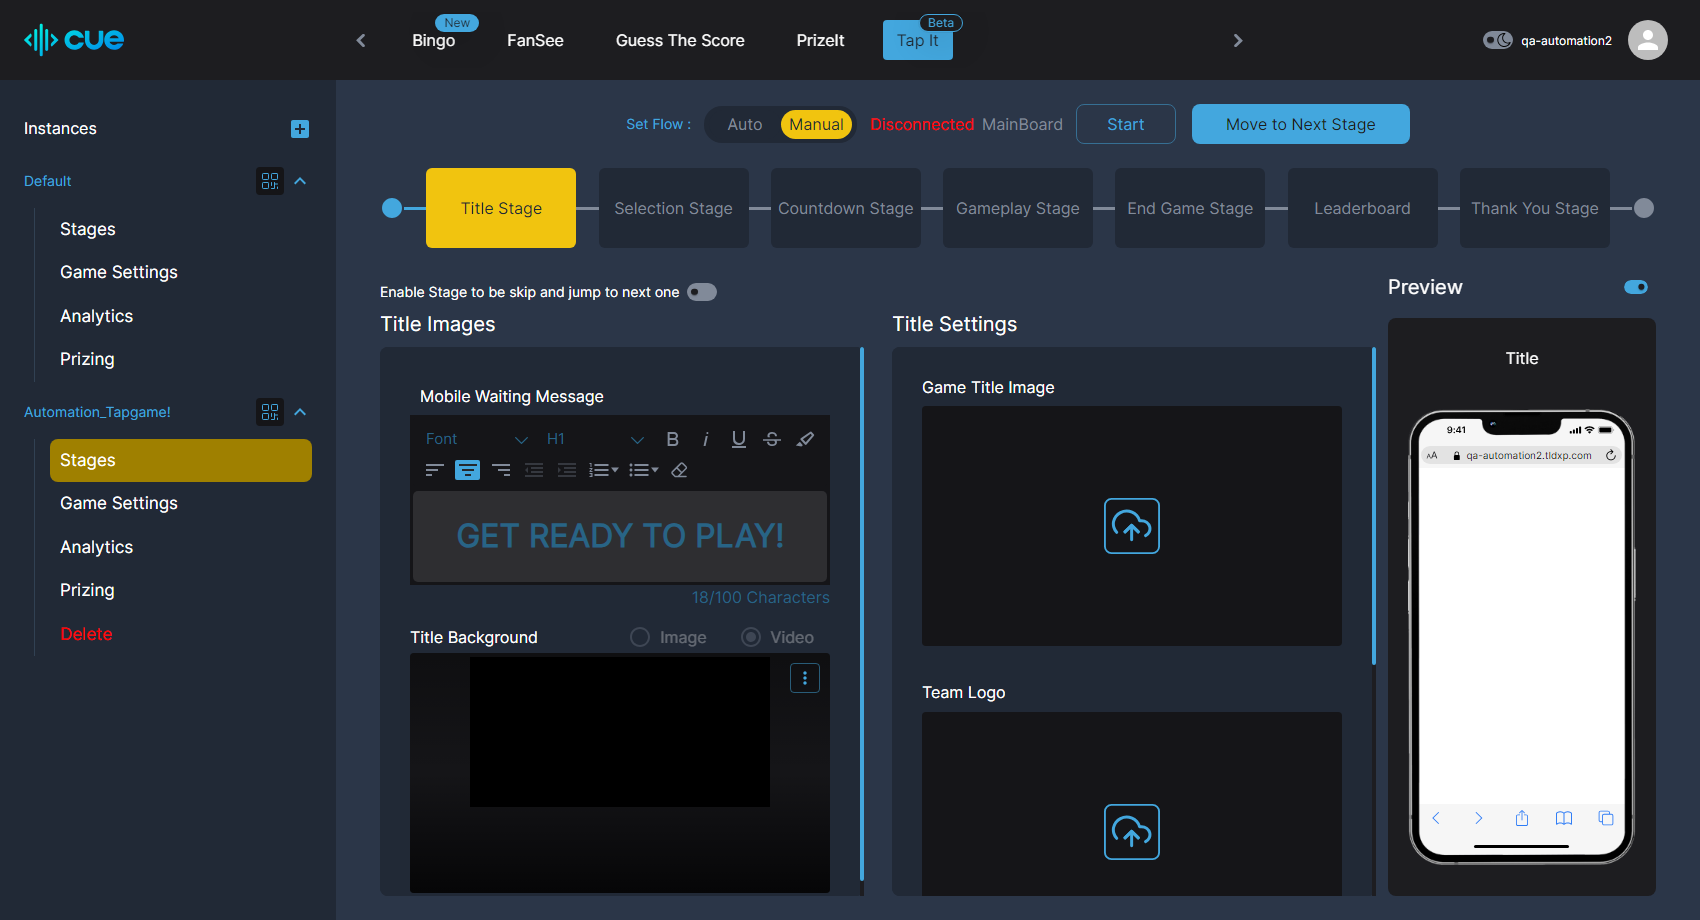 cue
New
Bingo
FanSee
Guess The Score
PrizeIt
Beta
Tap It
qa-automation2
Instances
Default
Stages
Game Settings
Analytics
Prizing
Automation_Tapgame!
Stages
Game Settings
Analytics
Prizing
Delete
Set Flow :
Auto
Manual
Disconnected MainBoard
Start
Move to Next Stage
Title Stage
Selection Stage
Countdown Stage
Gameplay Stage
End Game Stage
Leaderboard
Thank You Stage
Enable Stage to be skip and jump to next one
Title Images
Mobile Waiting Message
Font
H1
B i U S
GET READY TO PLAY!
18/100 Characters
Title Background
Image
Video
Title Settings
Game Title Image
Team Logo
Preview
Title
9:41
AA
qa-automation2.tldxp.com